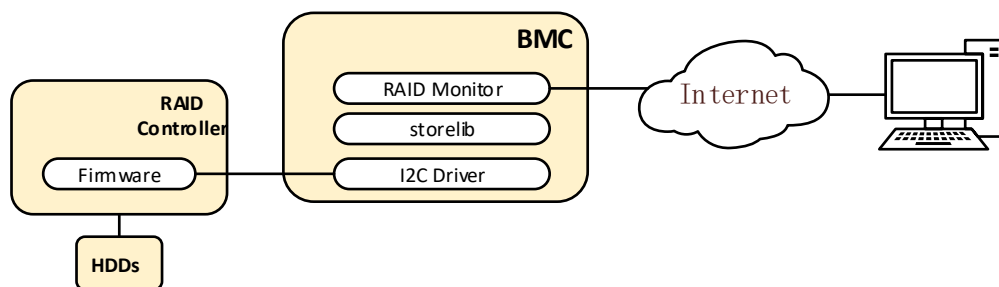 BMC
RAID Monitor
storelib
I2C Driver
RAID
Controller
Firmware
HDDs
Internet